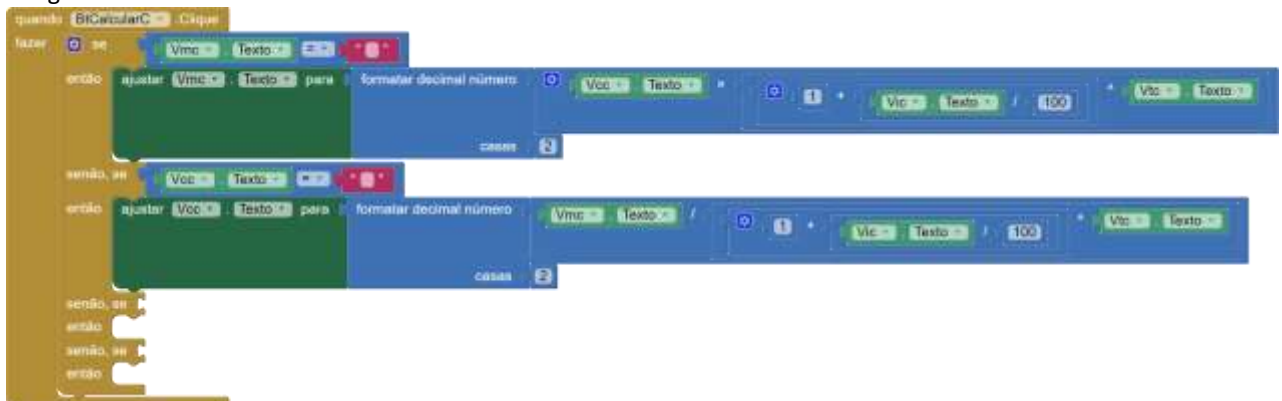 quando BtCalcularC . Clique
fazer se Vmc . Texto = " "
então ajustar Vmc . Texto para formatar decimal número Vcc . Texto × 1 + Vic . Texto / 100 ^ Vtc . Texto
casas 2
senão, se Vcc . Texto = " "
então ajustar Vcc . Texto para formatar decimal número Vmc . Texto / 1 + Vic . Texto / 100 ^ Vtc . Texto
casas 2
senão, se
então
senão, se
então